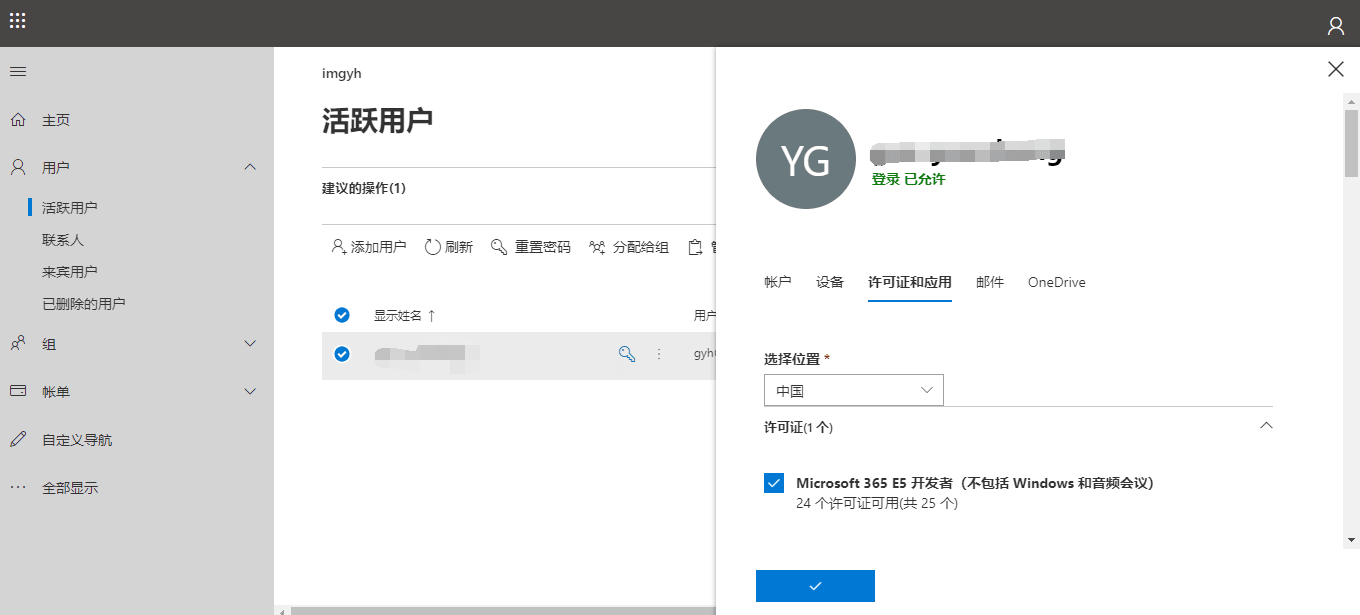 主页
用户
活跃用户
联系人
来宾用户
已删除的用户
组
帐单
自定义导航
全部显示
imgyh
活跃用户
建议的操作(1)
添加用户 刷新 重置密码 分配给组
显示姓名 ↑ 用户
YG
登录 已允许
帐户 设备 许可证和应用 邮件 OneDrive
选择位置 *
中国
许可证(1 个)
Microsoft 365 E5 开发者（不包括 Windows 和音频会议）
24 个许可证可用(共 25 个)